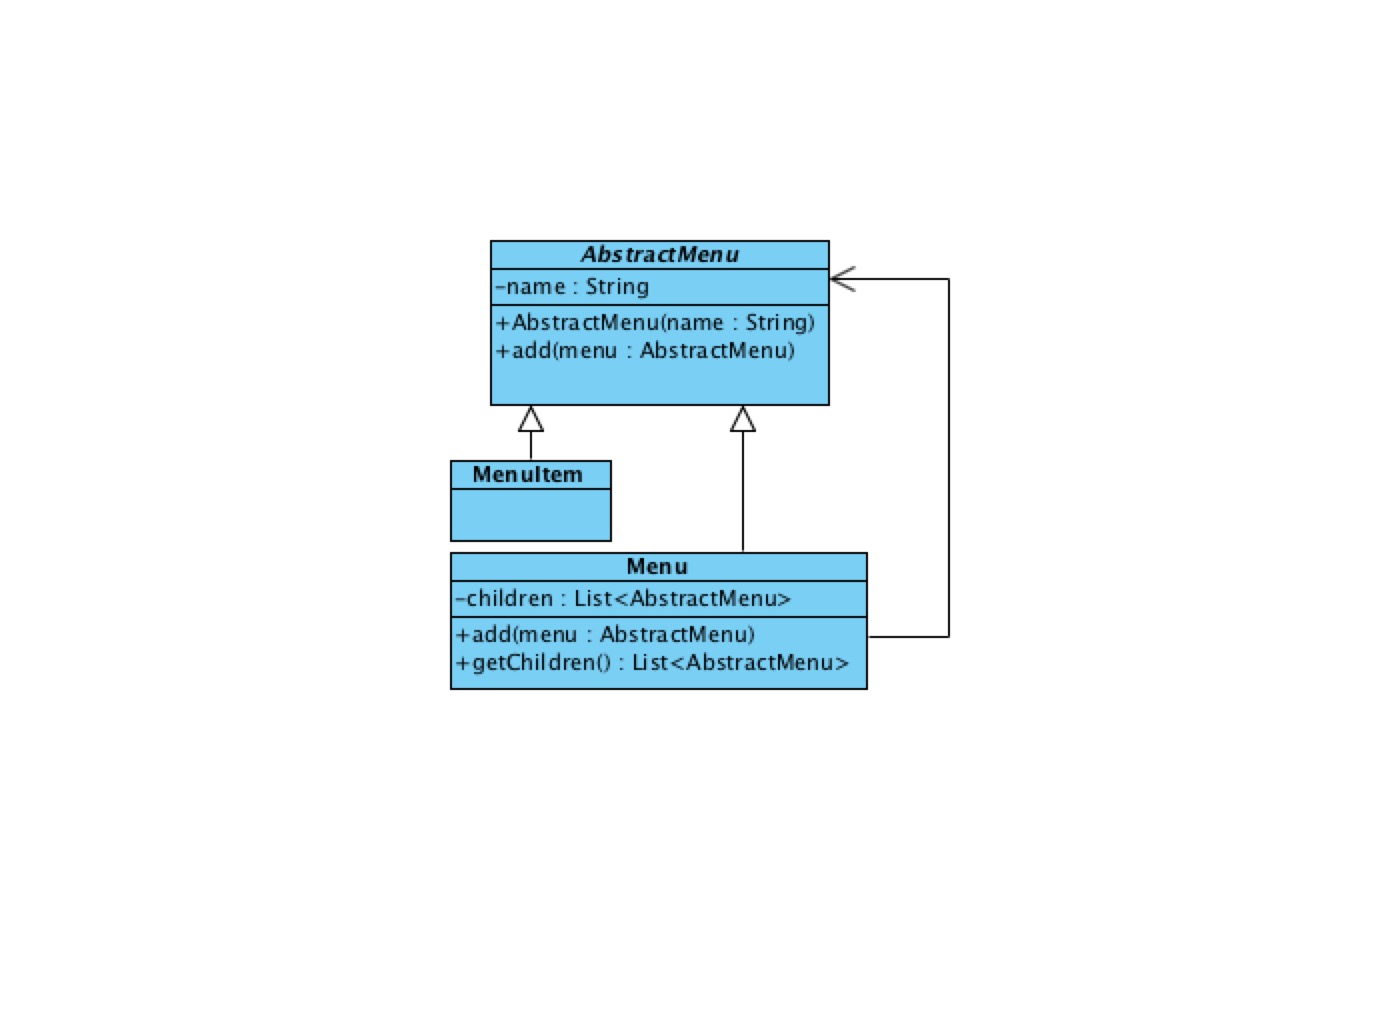 AbstractMenu
-name : String
+AbstractMenu(name : String)
+add(menu : AbstractMenu)
MenuItem
Menu
-children : List<AbstractMenu>
+add(menu : AbstractMenu)
+getChildren() : List<AbstractMenu>